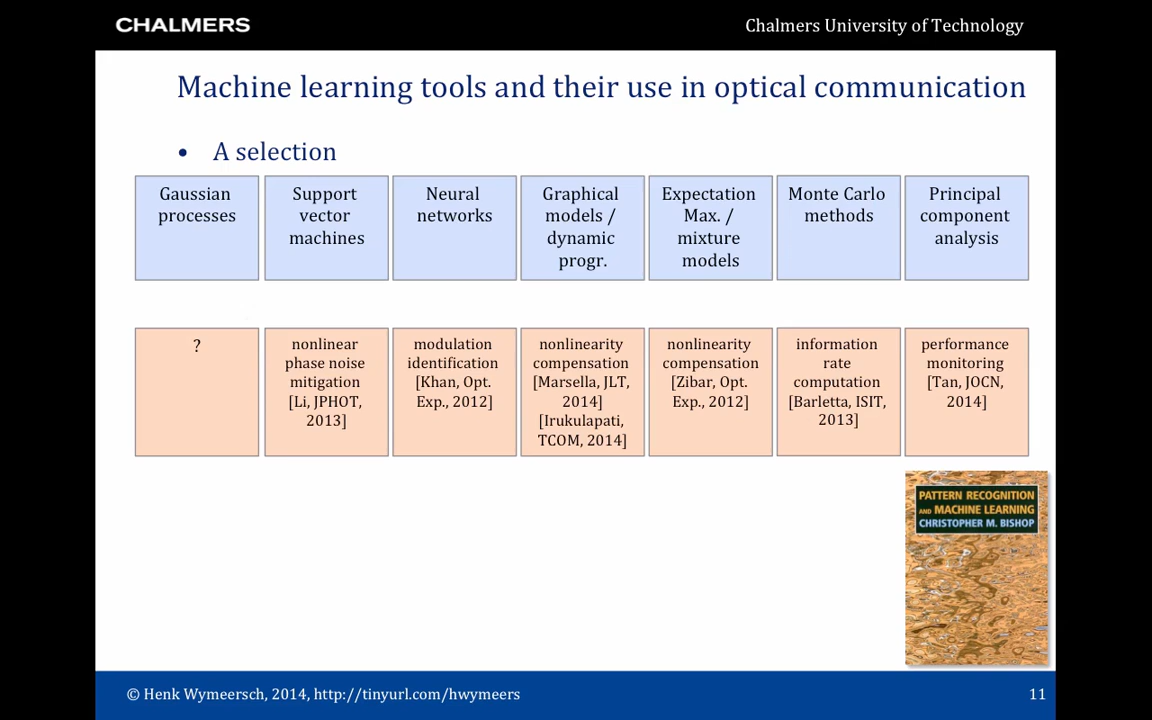 CHALMERS
Chalmers University of Technology
Machine learning tools and their use in optical communication
• A selection
Gaussian
processes
Support
vector
machines
Neural
networks
Graphical
models /
dynamic
progr.
Expectation
Max. /
mixture
models
Monte Carlo
methods
Principal
component
analysis
?
nonlinear
phase noise
mitigation
[Li, JPHOT,
2013]
modulation
identification
[Khan, Opt.
Exp., 2012]
nonlinearity
compensation
[Marsella, JLT,
2014]
[Irukulapati,
TCOM, 2014]
nonlinearity
compensation
[Zibar, Opt.
Exp., 2012]
information
rate
computation
[Barletta, ISIT,
2013]
performance
monitoring
[Tan, JOCN,
2014]
PATTERN RECOGNITION
AND MACHINE LEARNING
CHRISTOPHER M. BISHOP
© Henk Wymeersch, 2014, http://tinyurl.com/hwymeers
11